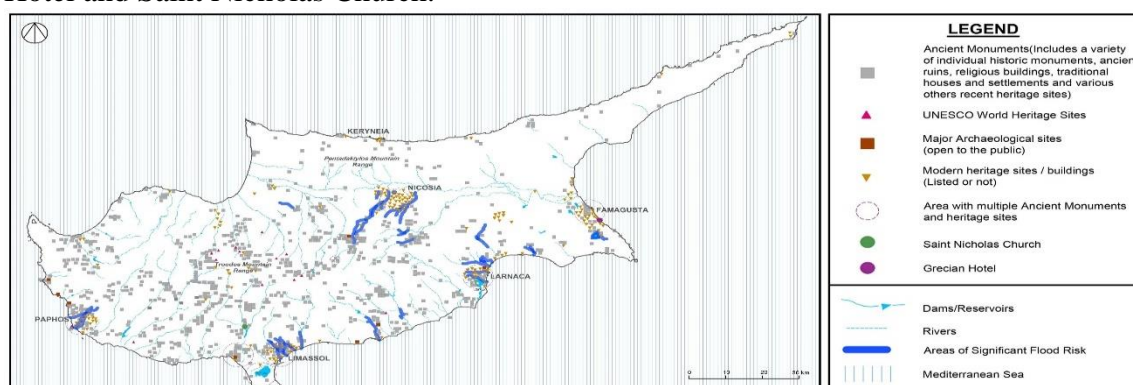 Hotel and Saint Nicholas Church.
LEGEND
Ancient Monuments(Includes a variety
of individual historic monuments, ancien
ruins, religious buildings, traditional
houses and settlements and various
others recent heritage sites)
UNESCO World Heritage Sites
Major Archaeological sites
(open to the public)
Modern heritage sites / buildings
(Listed or not)
Area with multiple Ancient Monuments
and heritage sites
Saint Nicholas Church
Grecian Hotel
Dams/Reservoirs
Rivers
Areas of Significant Flood Risk
Mediterranean Sea
KERYNEIA
Mountain
Range
NICOSIA
FAMAGUSTA
Troodos Mountain
Range
LARNACA
PAPHOS
LIMASSOL